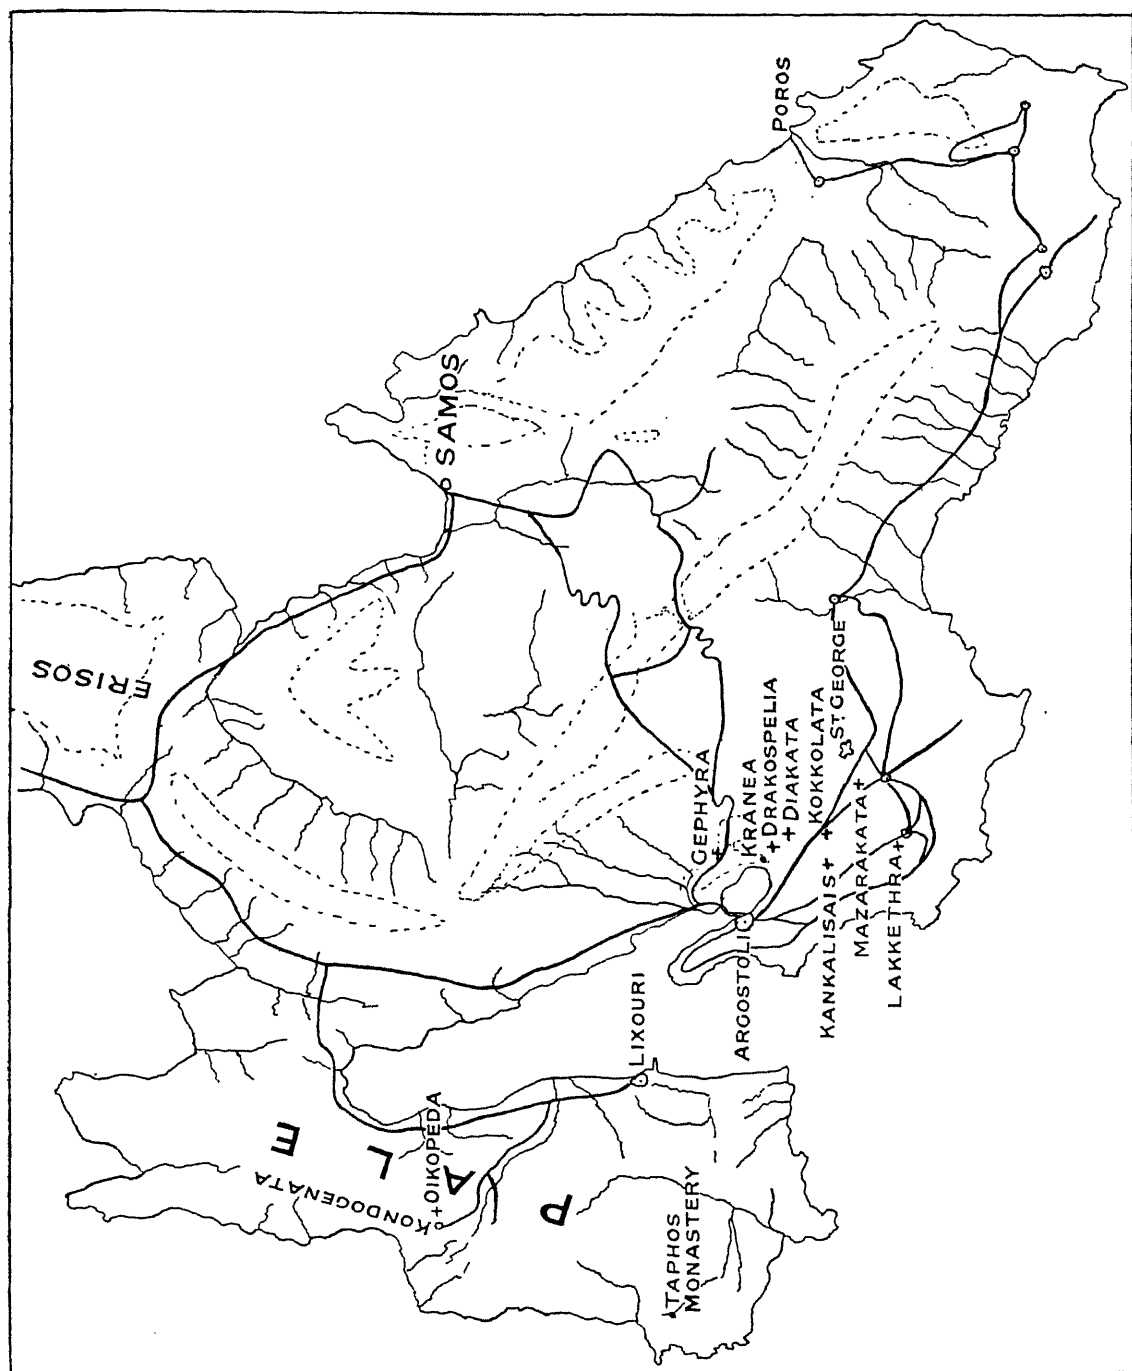 ERISOS
SAMOS
POROS
GEPHYRA
KRANEA
DRAKOSPELIA
DIAKATA
KOKKOLATA
ST GEORGE
ARGOSTOLI
KANKALISAIS
MAZARAKATA
LAKKETHRA
LIXOURI
PALE
OIKOPEDA
KONDOGENATA
TAPHOS
MONASTERY